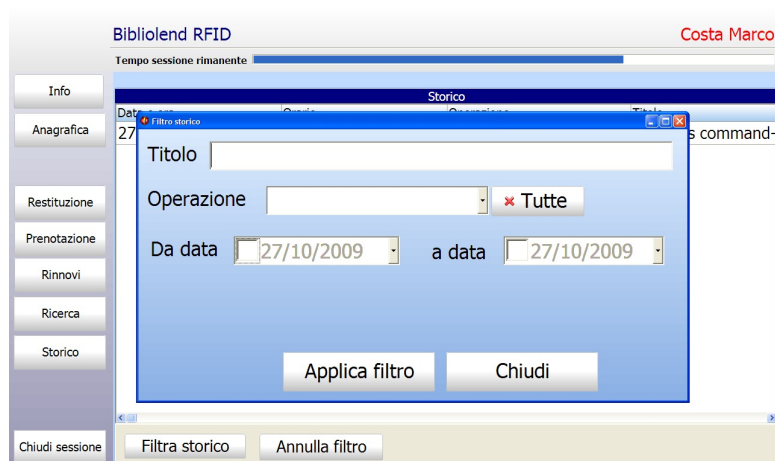 Bibliolend RFID
Costa Marco
Tempo sessione rimanente
Info
Anagrafica
Restituzione
Prenotazione
Rinnovi
Ricerca
Storico
Chiudi sessione
Storico
27
s command-
Filtro storico
Titolo
Operazione
Tutte
Da data 27/10/2009 a data 27/10/2009
Applica filtro
Chiudi
Filtra storico
Annulla filtro